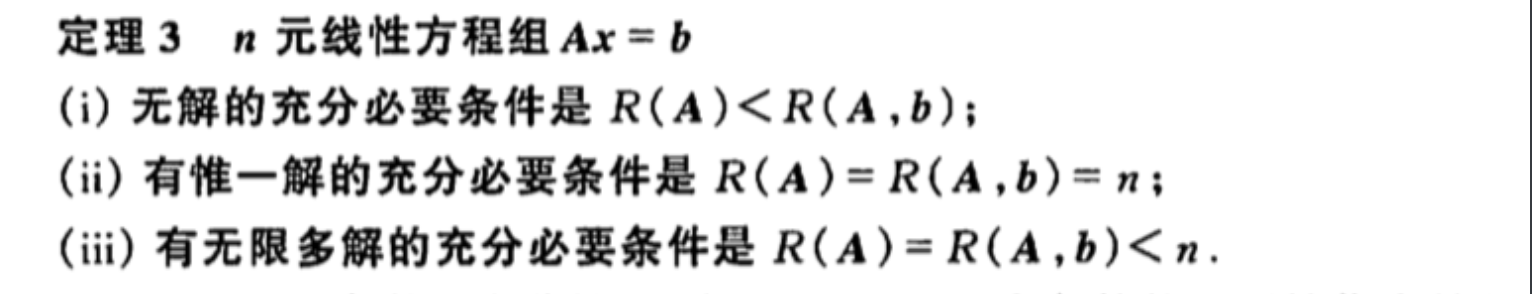 定理 3 n 元线性方程组 Ax = b
(i) 无解的充分必要条件是 R(A)<R(A,b);
(ii) 有惟一解的充分必要条件是 R(A)=R(A,b)=n;
(iii) 有无限多解的充分必要条件是 R(A)=R(A,b)<n.